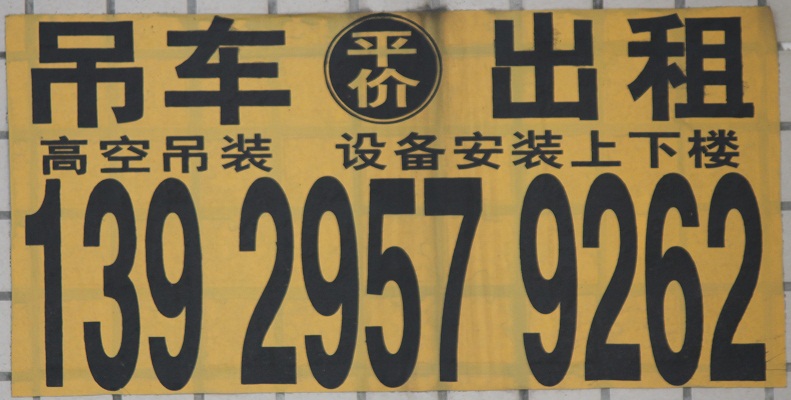 吊车 平价 出租
高空吊装 设备安装上下楼
139 2957 9262